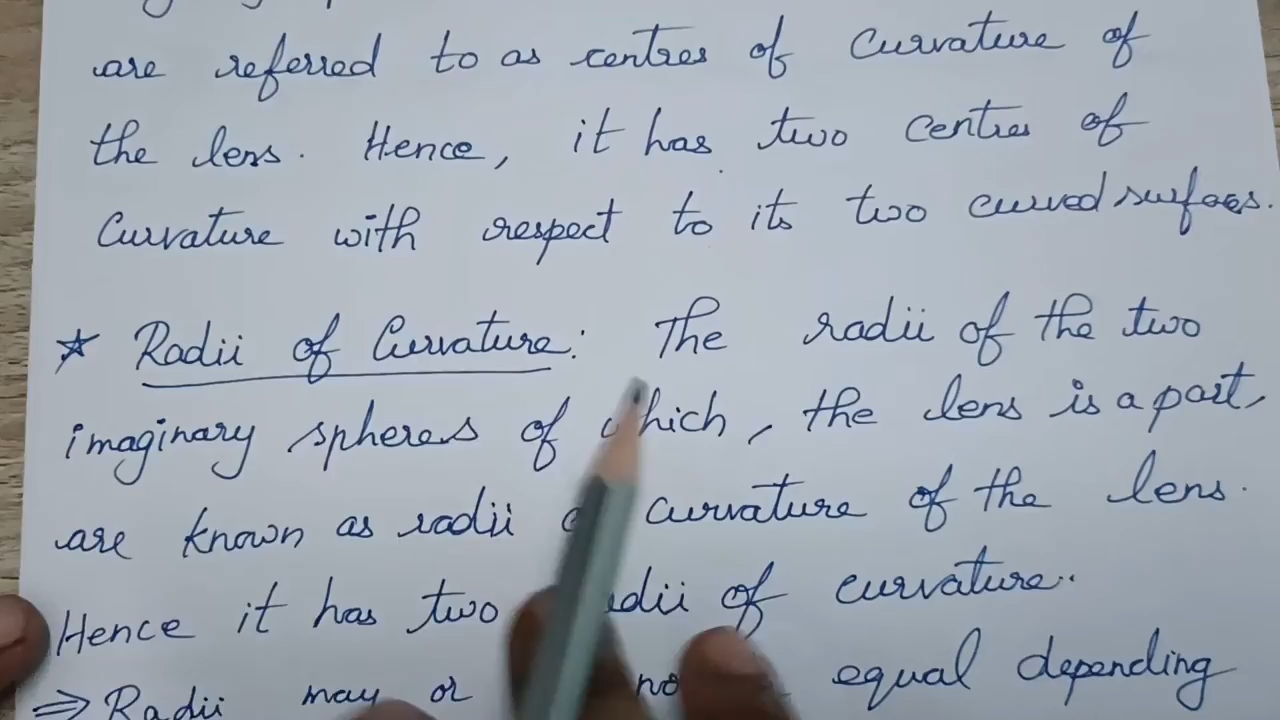 are referred to as centres of curvature of
the lens. Hence, it has two centres of
Curvature with respect to its two curved surfaces.
☆ Radii of Curvature: The radii of the two
imaginary spheres of which, the lens is a part,
are known as radii curvature of the lens.
Hence it has two radii of curvature.
⇒ Radii may or equal depending